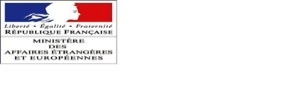 Liberté • Égalité • Fraternité
RÉPUBLIQUE FRANÇAISE
MINISTÈRE
DES
AFFAIRES ÉTRANGÈRES
ET EUROPÉENNES